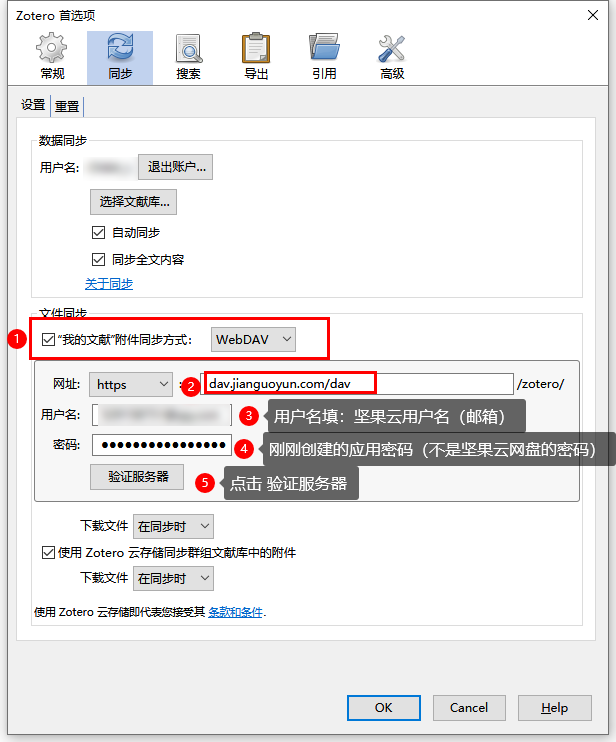 Zotero 首选项
常规 同步 搜索 导出 引用 高级
设置 重置
数据同步
用户名: 退出账户...
选择文献库...
自动同步
同步全文内容
关于同步
文件同步
1 “我的文献”附件同步方式: WebDAV
网址: https : 2 dav.jianguoyun.com/dav /zotero/
用户名: 3 用户名填：坚果云用户名（邮箱）
密码: 4 刚刚创建的应用密码（不是坚果云网盘的密码）
验证服务器 5 点击 验证服务器
下载文件 在同步时
使用 Zotero 云存储同步群组文献库中的附件
下载文件 在同步时
使用 Zotero 云存储即代表您接受其 条款和条件.
OK Cancel Help